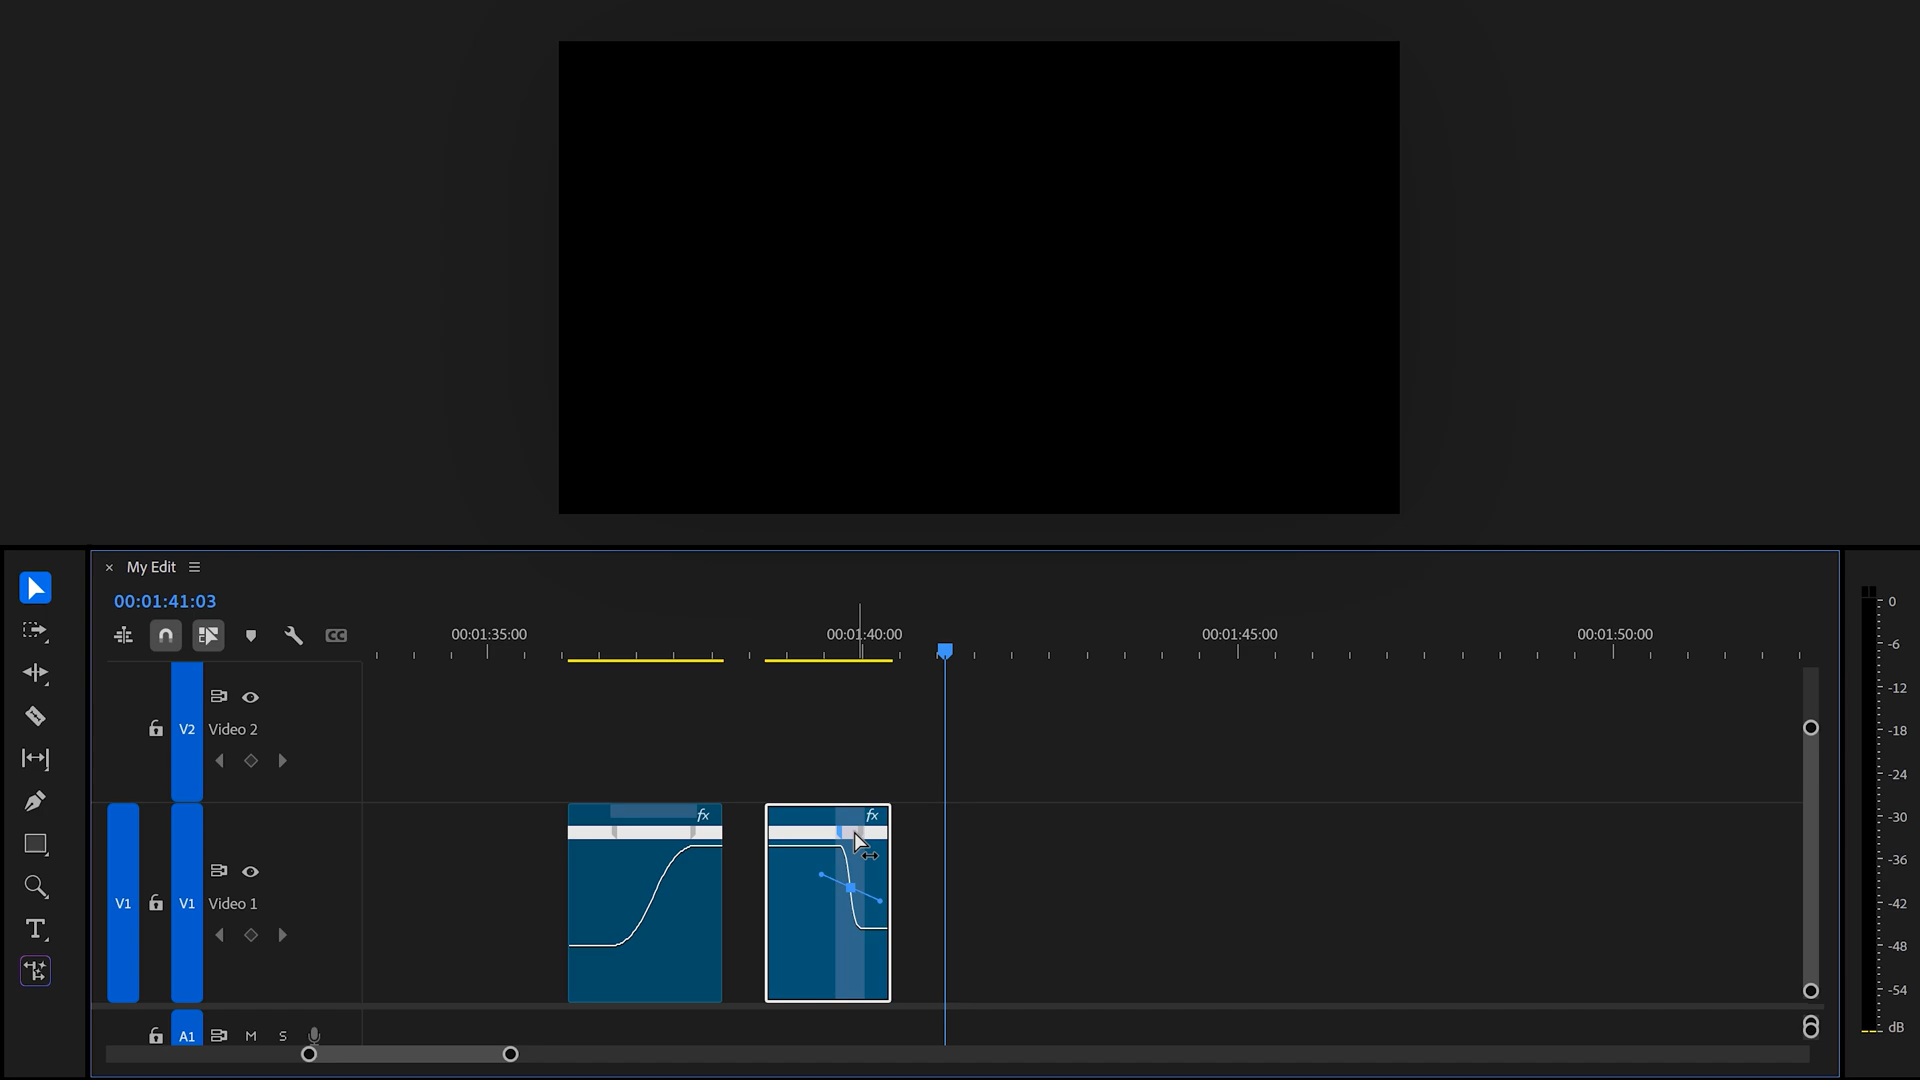 × My Edit
00:01:41:03
CC
00:01:35:00 00:01:40:00 00:01:45:00 00:01:50:00
V2 Video 2
fx fx
V1 V1 Video 1
A1 M S
0
-6
-12
-18
-24
-30
-36
-42
-48
-54
dB
T